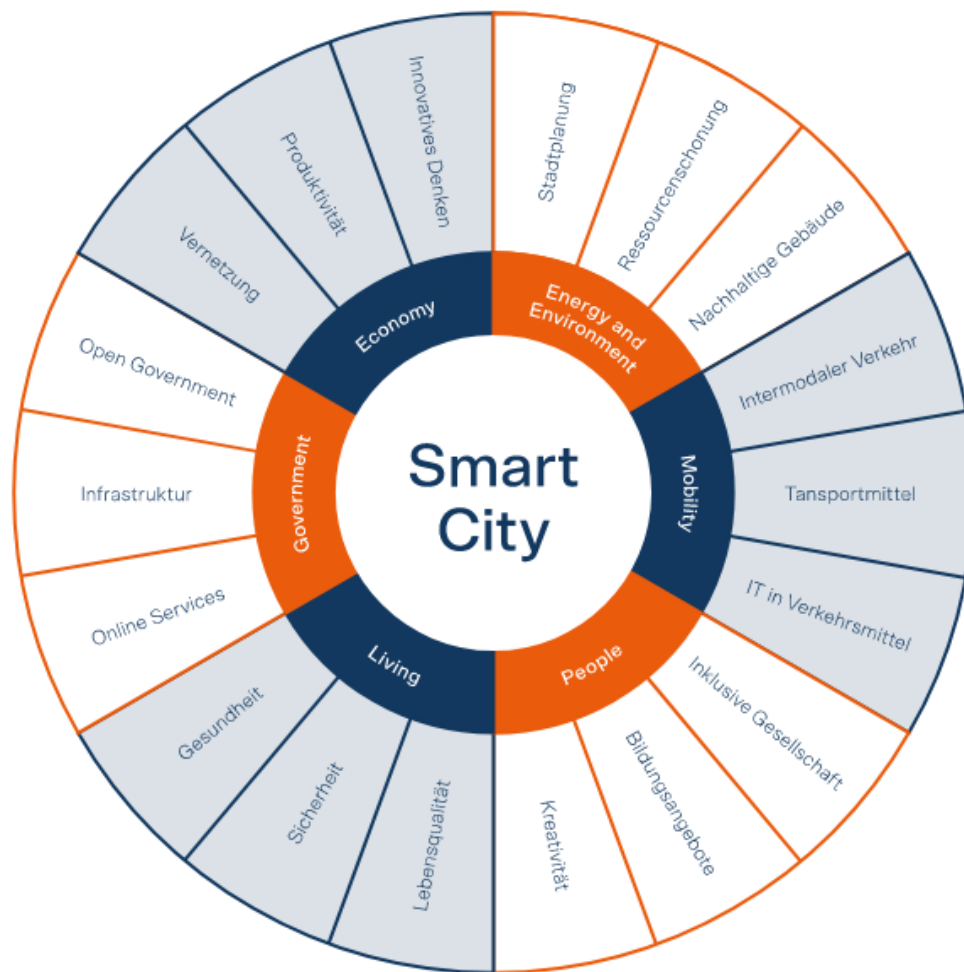 Smart
City
Energy and
Environment
Stadtplanung
Ressourcenschonung
Nachhaltige Gebäude
Mobility
Intermodaler Verkehr
Tansportmittel
IT in Verkehrsmittel
People
Inklusive Gesellschaft
Bildungsangebote
Kreativität
Living
Lebensqualität
Sicherheit
Gesundheit
Government
Online Services
Infrastruktur
Open Government
Economy
Vernetzung
Produktivität
Innovatives Denken